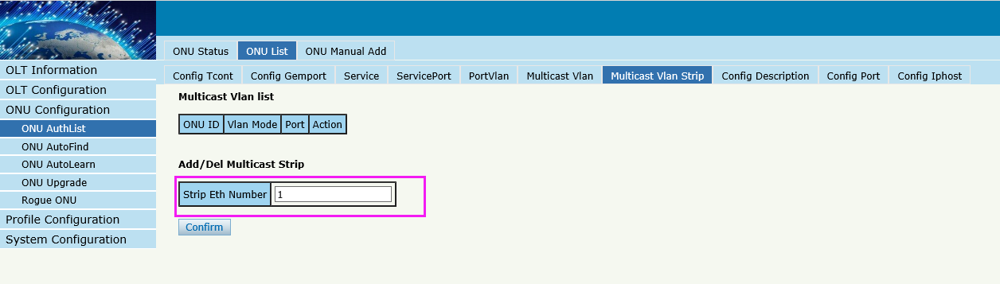 ONU Status ONU List ONU Manual Add
OLT Information
OLT Configuration
ONU Configuration
ONU AuthList
ONU AutoFind
ONU AutoLearn
ONU Upgrade
Rogue ONU
Profile Configuration
System Configuration
Config Tcont Config Gemport Service ServicePort PortVlan Multicast Vlan Multicast Vlan Strip Config Description Config Port Config Iphost
Multicast Vlan list
ONU ID Vlan Mode Port Action
Add/Del Multicast Strip
Strip Eth Number 1
Confirm